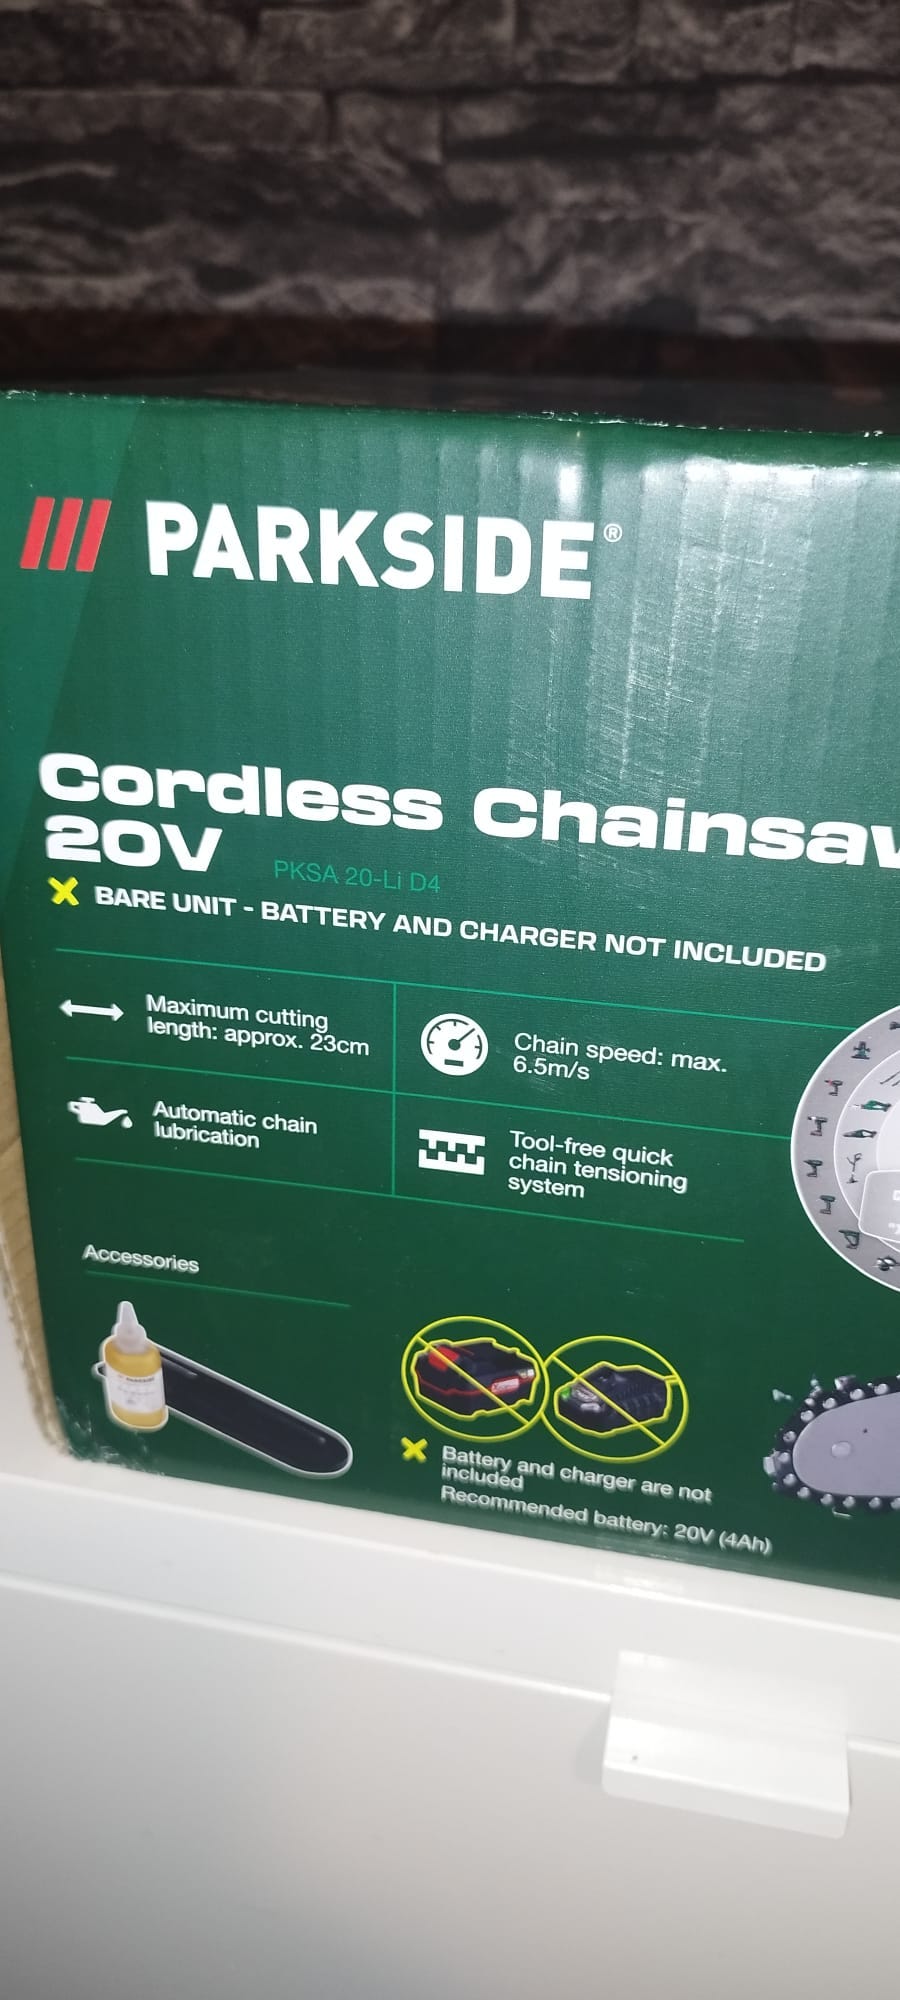 PARKSIDE®
Cordless Chainsaw
20V PKSA 20-Li D4
BARE UNIT - BATTERY AND CHARGER NOT INCLUDED
Maximum cutting
length: approx. 23cm
Chain speed: max.
6.5m/s
Automatic chain
lubrication
Tool-free quick
chain tensioning
system
Accessories
PARKSIDE
Battery and charger are not
included
Recommended battery: 20V (4Ah)